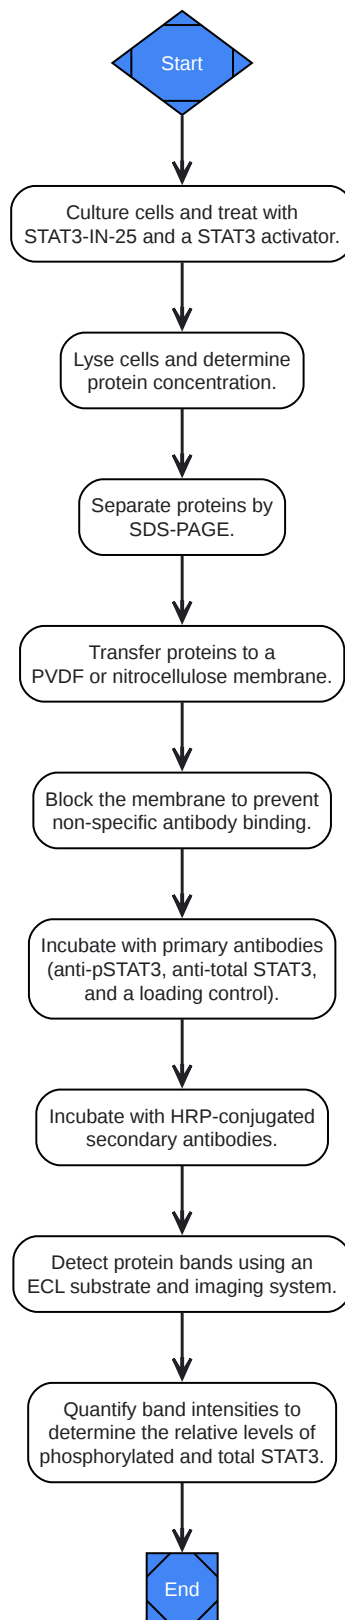 Start
Culture cells and treat with
STAT3-IN-25 and a STAT3 activator.
Lyse cells and determine
protein concentration.
Separate proteins by
SDS-PAGE.
Transfer proteins to a
PVDF or nitrocellulose membrane.
Block the membrane to prevent
non-specific antibody binding.
Incubate with primary antibodies
(anti-pSTAT3, anti-total STAT3,
and a loading control).
Incubate with HRP-conjugated
secondary antibodies.
Detect protein bands using an
ECL substrate and imaging system.
Quantify band intensities to
determine the relative levels of
phosphorylated and total STAT3.
End